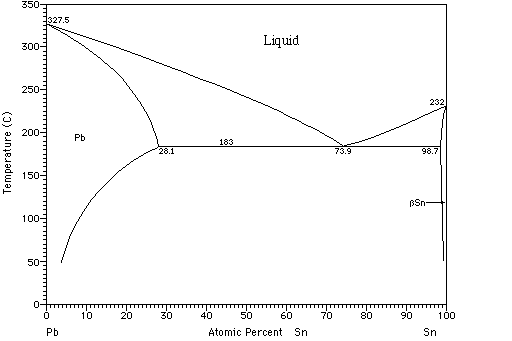 350
327.5
Liquid
300
250
232
200
183
28.1
73.9
98.7
Pb
150
βSn
100
50
0
Temperature (C)
0 10 20 30 40 50 60 70 80 90 100
Pb Atomic Percent Sn Sn